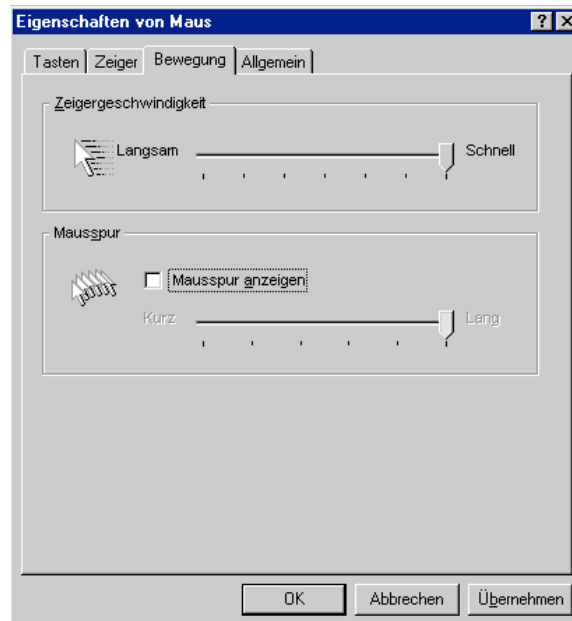 Eigenschaften von Maus
Tasten Zeiger Bewegung Allgemein
Zeigergeschwindigkeit
Langsam Schnell
Mausspur
Mausspur anzeigen
Kurz Lang
OK Abbrechen Übernehmen